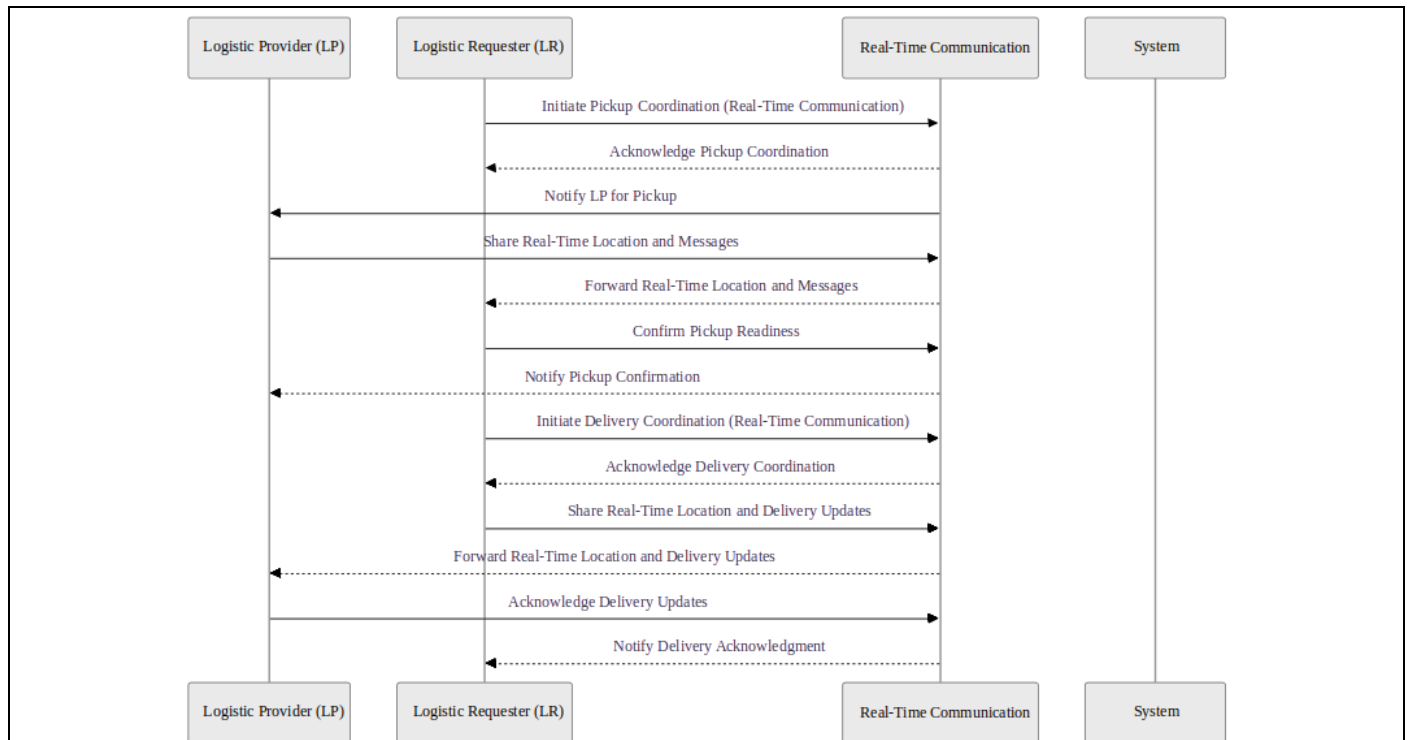 Logistic Provider (LP)
Logistic Requester (LR)
Real-Time Communication
System
Initiate Pickup Coordination (Real-Time Communication)
Acknowledge Pickup Coordination
Notify LP for Pickup
Share Real-Time Location and Messages
Forward Real-Time Location and Messages
Confirm Pickup Readiness
Notify Pickup Confirmation
Initiate Delivery Coordination (Real-Time Communication)
Acknowledge Delivery Coordination
Share Real-Time Location and Delivery Updates
Forward Real-Time Location and Delivery Updates
Acknowledge Delivery Updates
Notify Delivery Acknowledgment
Logistic Provider (LP)
Logistic Requester (LR)
Real-Time Communication
System